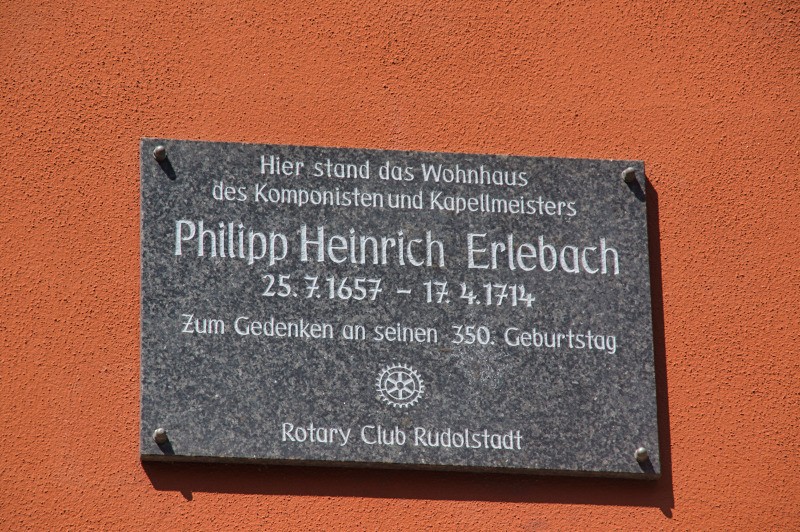 Hier stand das Wohnhaus
des Komponisten und Kapellmeisters
Philipp Heinrich Erlebach
25.7.1657 – 17.4.1714
Zum Gedenken an seinen 350. Geburtstag
Rotary Club Rudolstadt